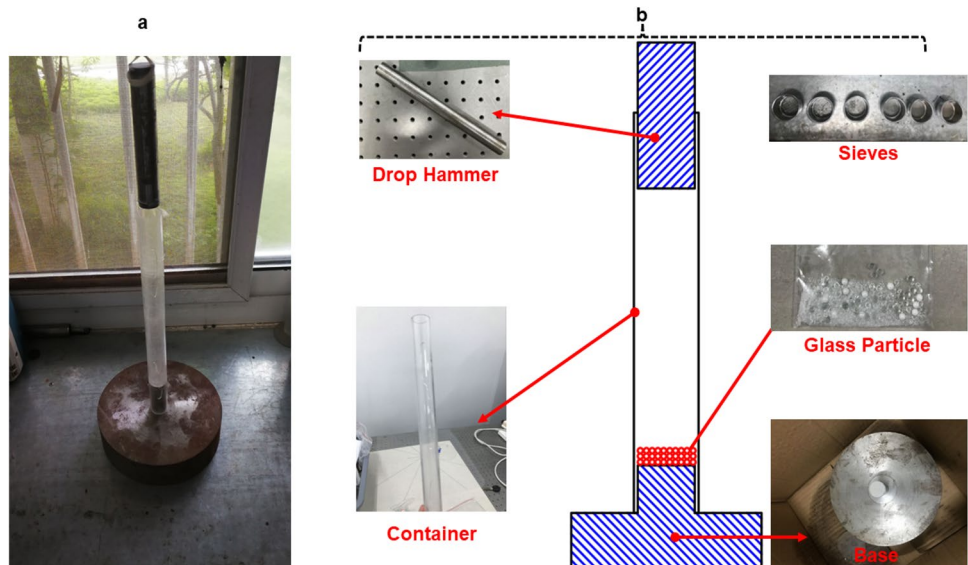 a
b
Drop Hammer
Sieves
Glass Particle
Container
Base